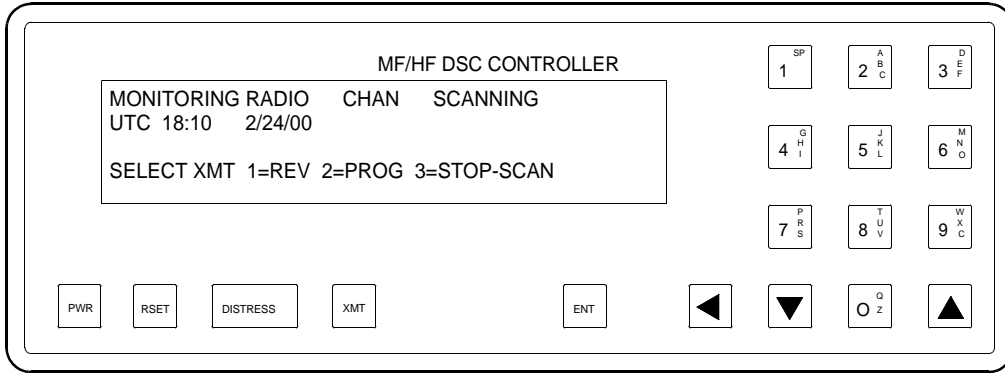 MF/HF DSC CONTROLLER
MONITORING RADIO CHAN SCANNING
UTC 18:10 2/24/00
SELECT XMT 1=REV 2=PROG 3=STOP-SCAN
1 SP
2 A B C
3 D E F
4 G H I
5 J K L
6 M N O
7 P R S
8 T U V
9 W X C
PWR RSET DISTRESS XMT ENT O Q Z